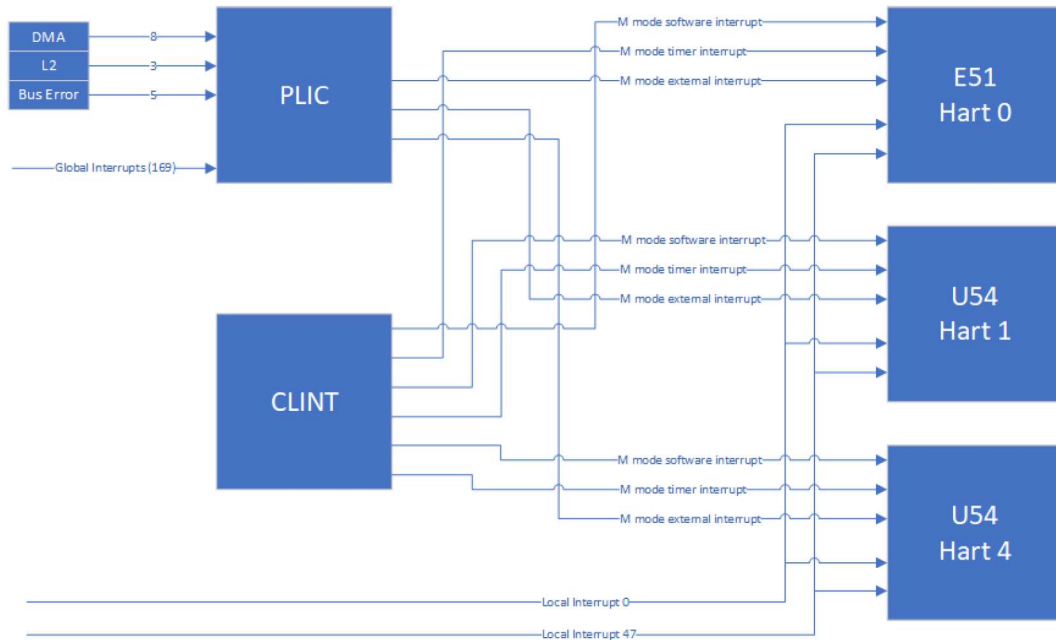 DMA
8
L2
3
Bus Error
5
Global Interrupts (169)
PLIC
CLINT
M mode software interrupt
M mode timer interrupt
M mode external interrupt
E51
Hart 0
M mode software interrupt
M mode timer interrupt
M mode external interrupt
U54
Hart 1
M mode software interrupt
M mode timer interrupt
M mode external interrupt
U54
Hart 4
Local Interrupt 0
Local Interrupt 47